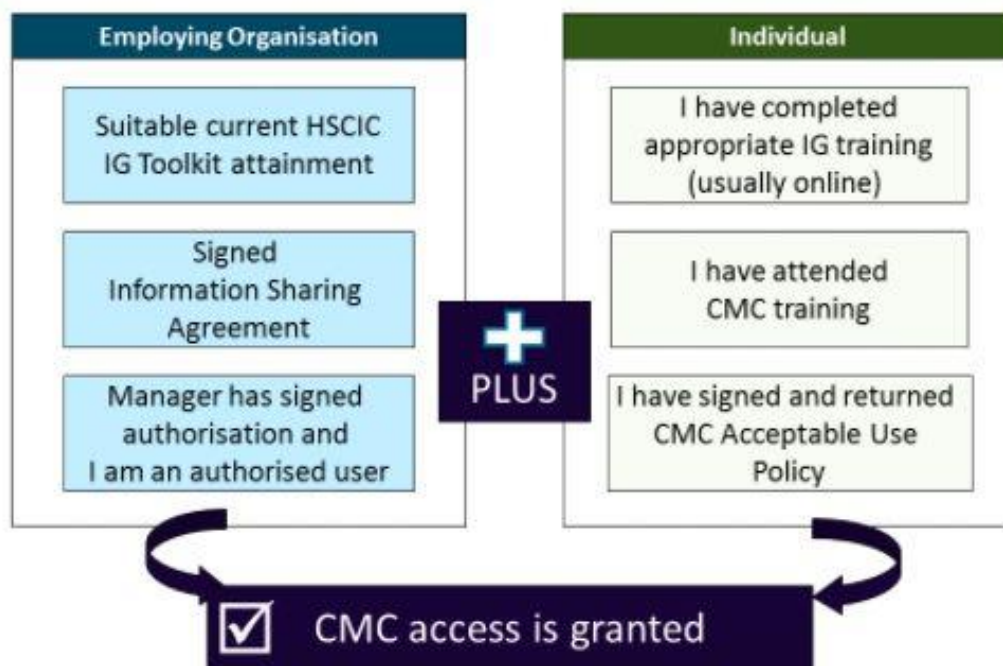 Employing Organisation
Suitable current HSCIC
IG Toolkit attainment
Signed
Information Sharing
Agreement
Manager has signed
authorisation and
I am an authorised user
PLUS
Individual
I have completed
appropriate IG training
(usually online)
I have attended
CMC training
I have signed and returned
CMC Acceptable Use
Policy
CMC access is granted